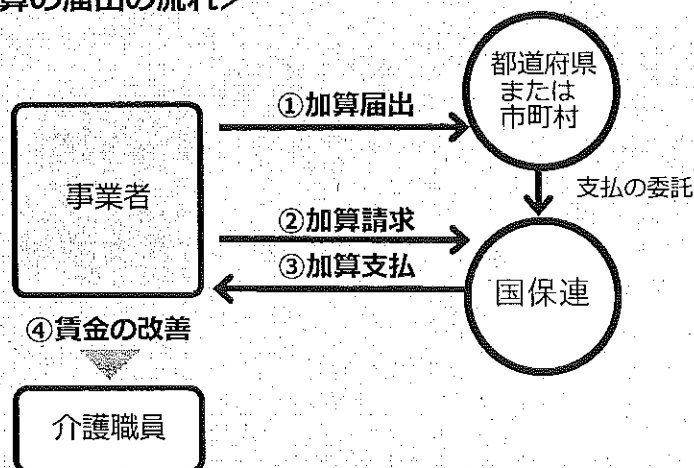 算の届出の流れ>
都道府県
または
市町村
①加算届出
事業者
支払の委託
②加算請求
③加算支払
国保連
④賃金の改善
介護職員